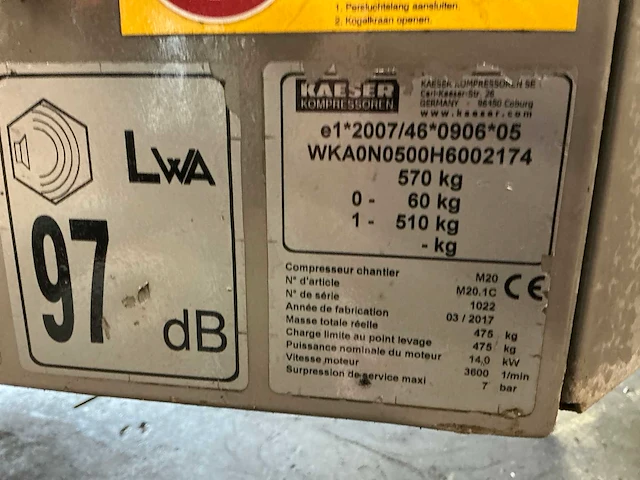 1. Persluchtslang aansluiten.
2. Kogelkraan openen.
LWA
97
dB
KAESER
KOMPRESSOREN
KAESER KOMPRESSOREN SE
Carl-Kaeser-Str. 26
GERMANY - 96450 Coburg
www.kaeser.com
e1*2007/46*0906*05
WKA0N0500H6002174
570 kg
0 - 60 kg
1 - 510 kg
- kg
CE
Compresseur chantier M20
N° d'article M20.1C
N° de série 1022
Année de fabrication 03 / 2017
Masse totale réelle 475 kg
Charge limite au point levage 475 kg
Puissance nominale du moteur 14,0 kW
Vitesse moteur 3600 1/min
Surpression de service maxi 7 bar